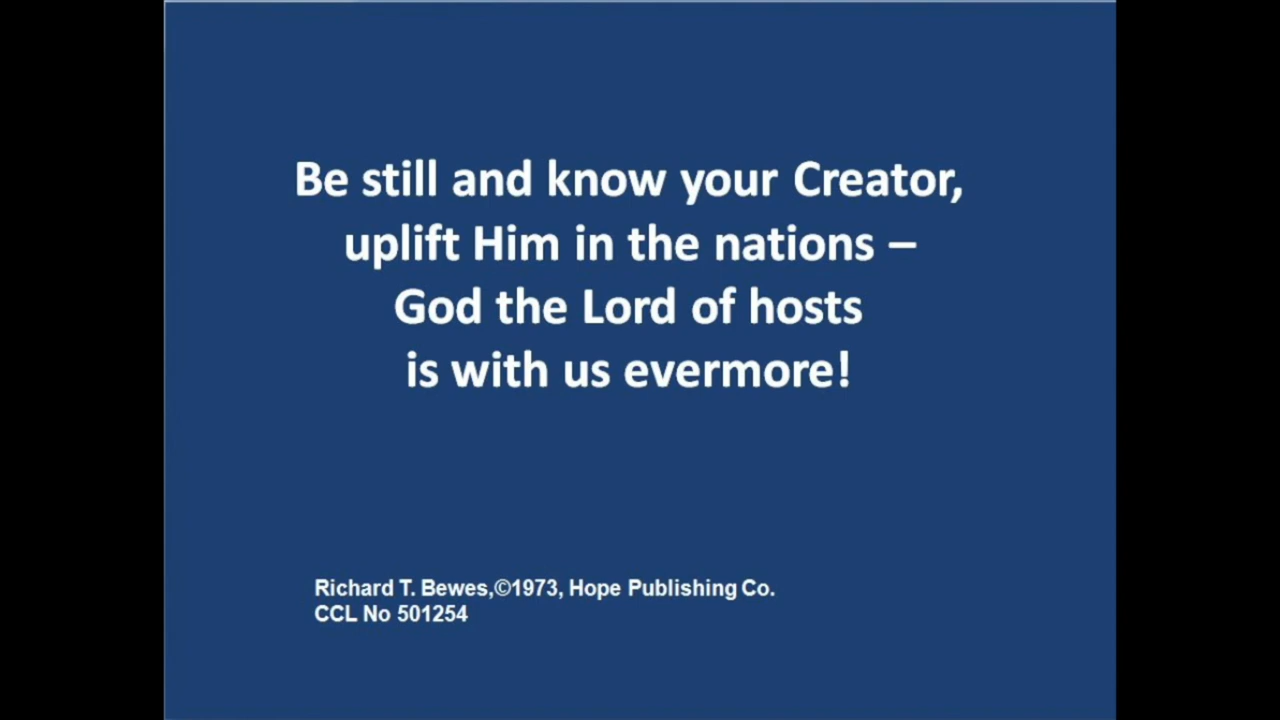 Be still and know your Creator,
uplift Him in the nations –
God the Lord of hosts
is with us evermore!
Richard T. Bewes,©1973, Hope Publishing Co.
CCL No 501254